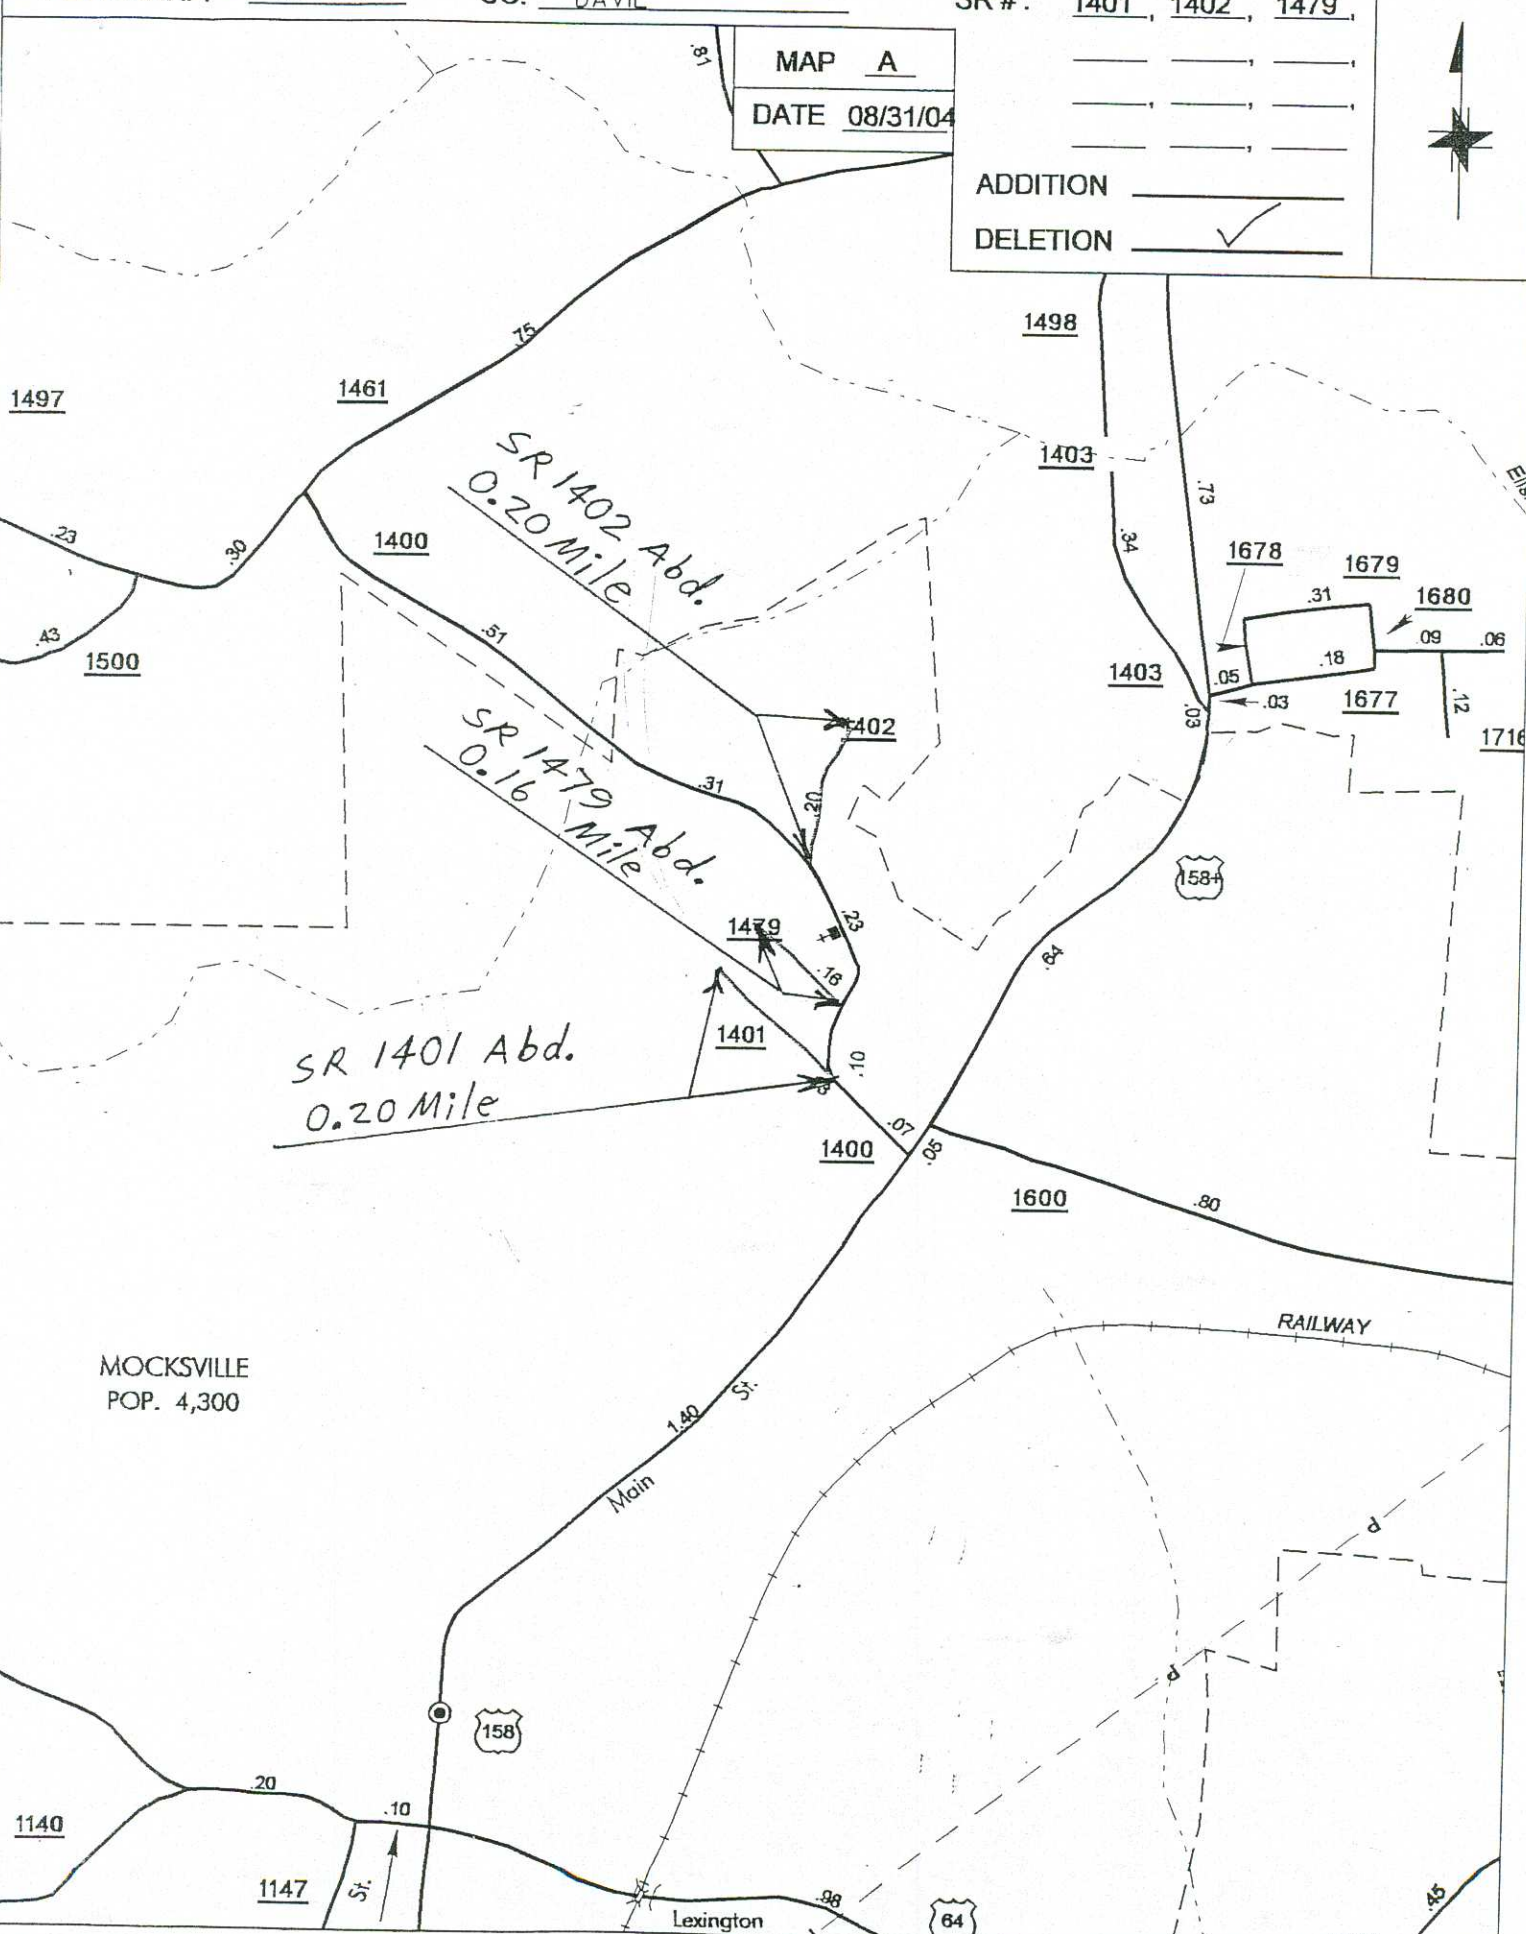 CO. DAVIE
SR #: 1401, 1402, 1479,
MAP A
DATE 08/31/04
ADDITION
DELETION ✓
.81
1498
.75
1461
1497
1403
.73
SR 1402 Abd.
0.20 Mile
.23
.30
1400
.34
1678
1679
.31
1680
.43
1500
.51
.09
.06
.18
1403
.05
.03
.03
1677
.12
1716
SR 1479 Abd.
0.16 Mile
402
.31
.20
158+
.23
1479
.16
.64
1401
.10
SR 1401 Abd.
0.20 Mile
.07
1400
.05
1600
.80
RAILWAY
MOCKSVILLE
POP. 4,300
St.
1.40
Main
P
P
158
.20
.10
1140
1147
St.
.98
Lexington
64
.45